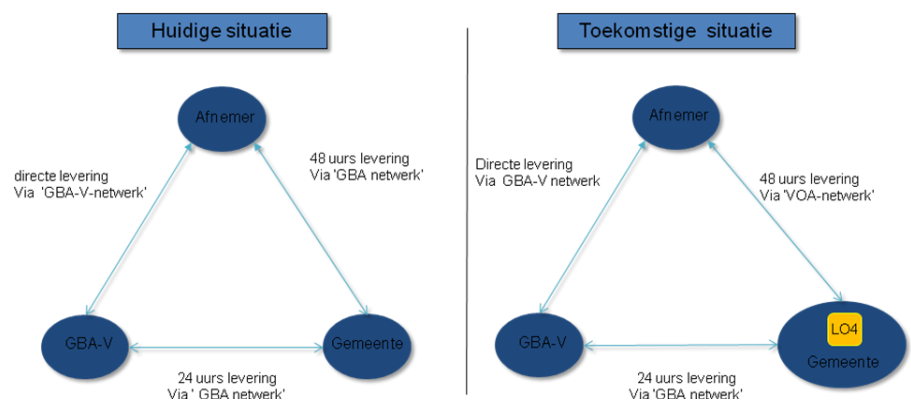 Huidige situatie
Afnemer
directe levering
Via 'GBA-V-netwerk'
48 uurs levering
Via 'GBA netwerk'
GBA-V
Gemeente
24 uurs levering
Via ' GBA netwerk'
Toekomstige situatie
Afnemer
Directe levering
Via GBA-V netwerk
48 uurs levering
Via 'VOA-netwerk'
GBA-V
LO4
Gemeente
24 uurs levering
Via 'GBA netwerk'